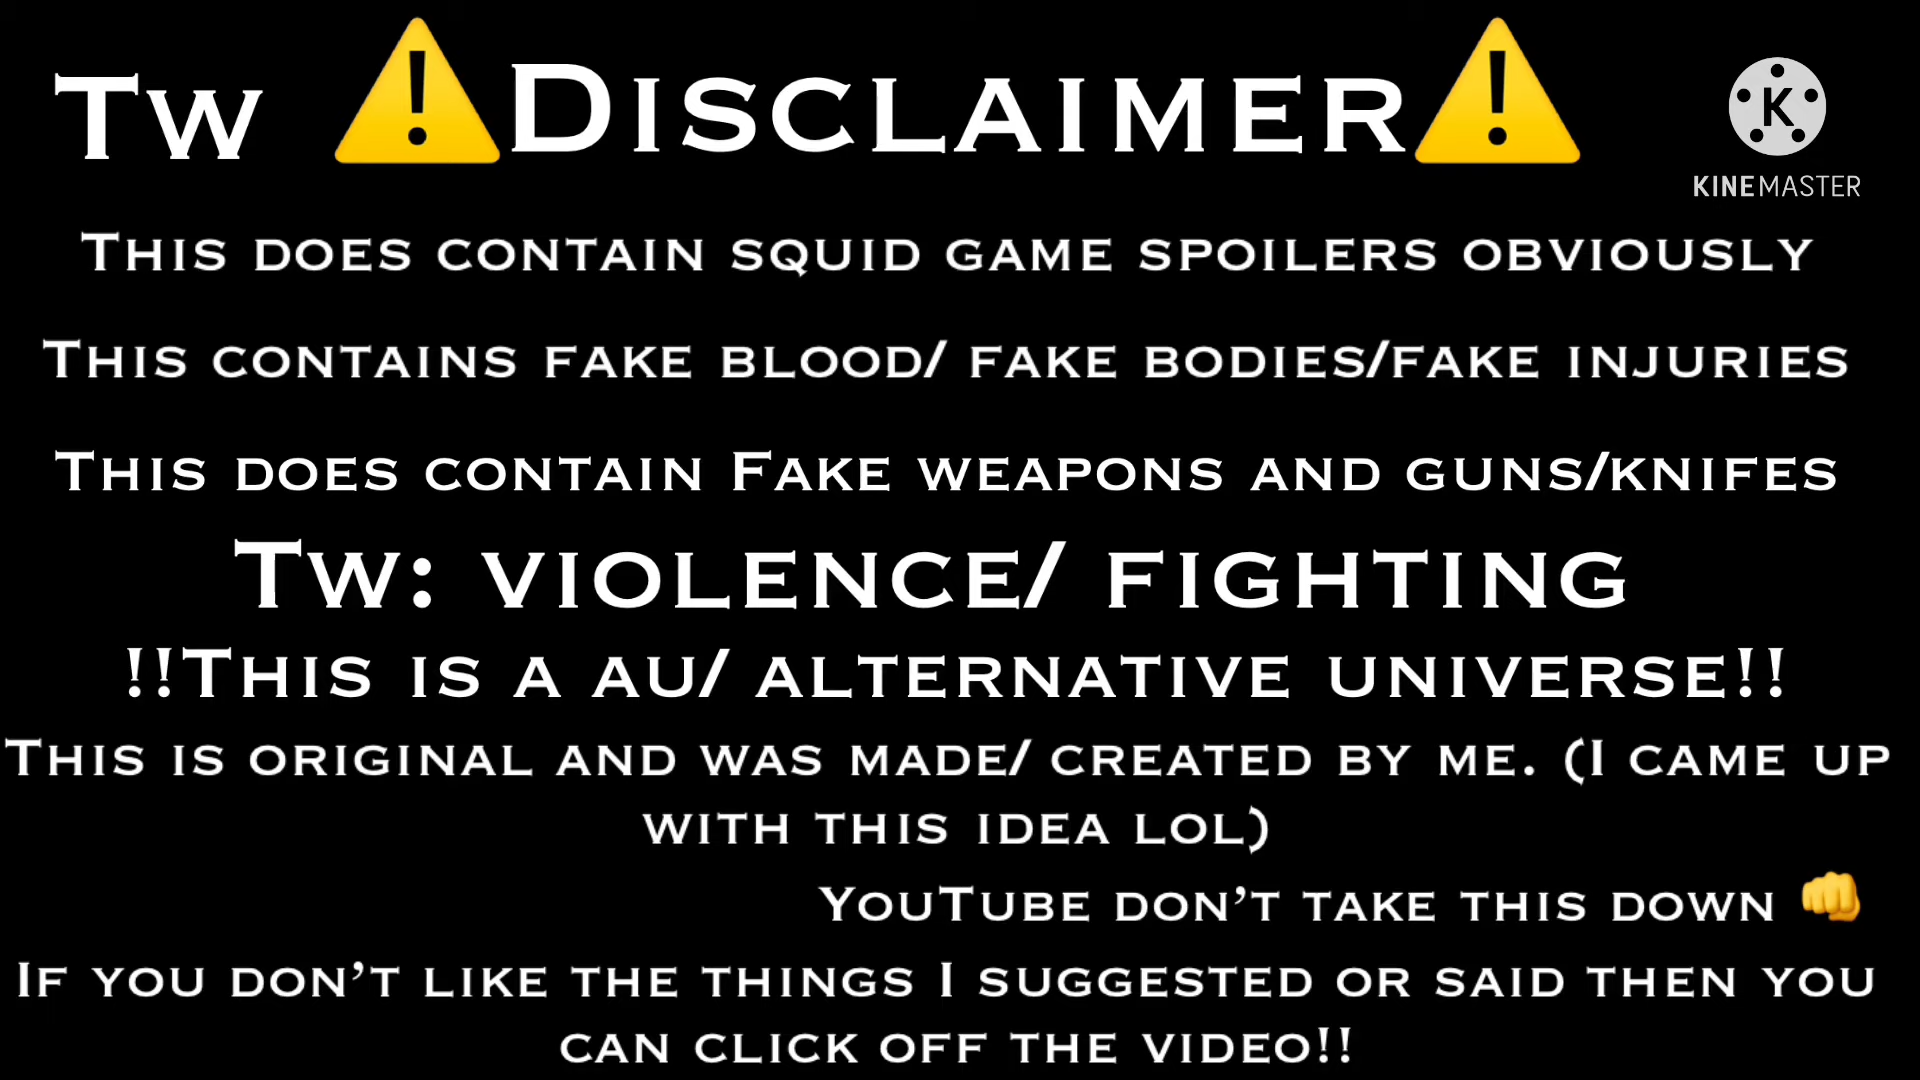 Tw ⚠️Disclaimer⚠️
K
KINEMASTER
This does contain squid game spoilers obviously
This contains fake blood/ fake bodies/fake injuries
This does contain Fake weapons and guns/knifes
Tw: violence/ fighting
!!This is a au/ alternative universe!!
This is original and was made/ created by me. (I came up
with this idea lol)
YouTube don’t take this down 👊
If you don’t like the things I suggested or said then you
can click off the video!!